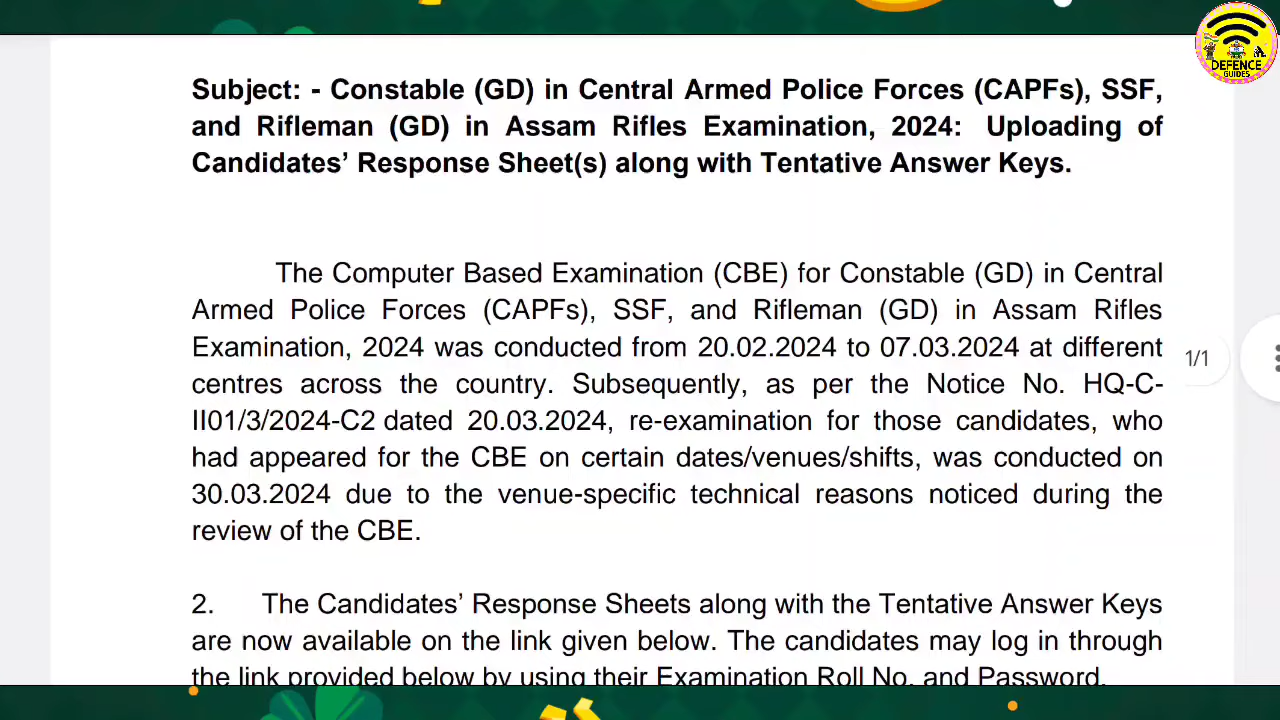 DEFENCE
GUIDES
Subject: - Constable (GD) in Central Armed Police Forces (CAPFs), SSF,
and Rifleman (GD) in Assam Rifles Examination, 2024: Uploading of
Candidates’ Response Sheet(s) along with Tentative Answer Keys.
The Computer Based Examination (CBE) for Constable (GD) in Central
Armed Police Forces (CAPFs), SSF, and Rifleman (GD) in Assam Rifles
Examination, 2024 was conducted from 20.02.2024 to 07.03.2024 at different
1/1
centres across the country. Subsequently, as per the Notice No. HQ-C-
II01/3/2024-C2 dated 20.03.2024, re-examination for those candidates, who
had appeared for the CBE on certain dates/venues/shifts, was conducted on
30.03.2024 due to the venue-specific technical reasons noticed during the
review of the CBE.
2. The Candidates’ Response Sheets along with the Tentative Answer Keys
are now available on the link given below. The candidates may log in through
the link provided below by using their Examination Roll No. and Password.